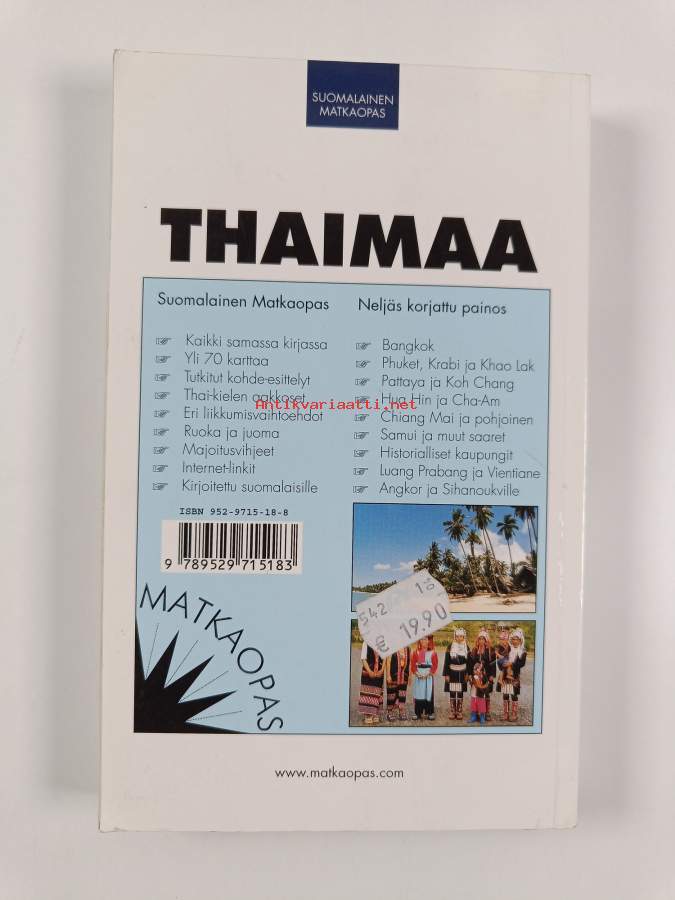 SUOMALAINEN
MATKAOPAS
THAIMAA
Suomalainen Matkaopas
Kaikki samassa kirjassa
Yli 70 karttaa
Tutkitut kohde-esittelyt
Thai-kielen aakkoset
Eri liikkumisvaihtoehdot
Ruoka ja juoma
Majoitusvihjeet
Internet-linkit
Kirjoitettu suomalaisille
Neljäs korjattu painos
Bangkok
Phuket, Krabi ja Khao Lak
Pattaya ja Koh Chang
Hua Hin ja Cha-Am
Chiang Mai ja pohjoinen
Samui ja muut saaret
Historialliset kaupungit
Luang Prabang ja Vientiane
Angkor ja Sihanoukville
Antikvariaatti.net
ISBN 952-9715-18-8
9 789529 715183
542 18
€ 19.90
MATKAOPAS
www.matkaopas.com